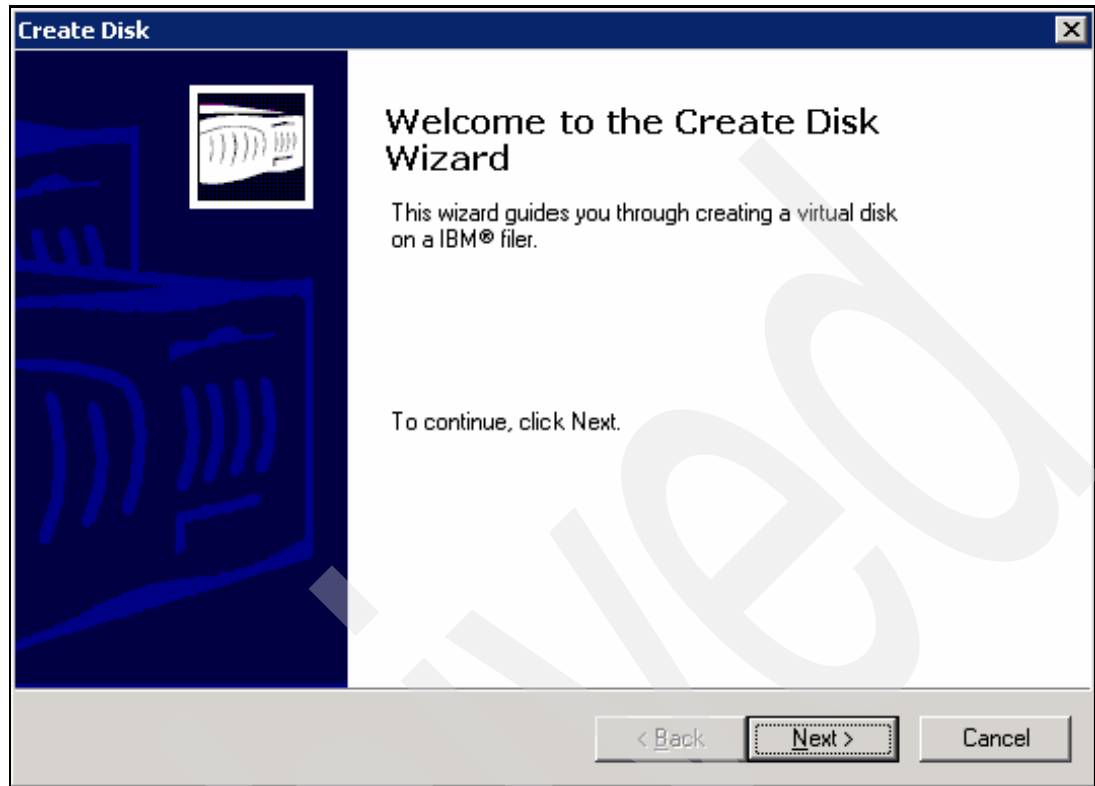 Create Disk
Welcome to the Create Disk
Wizard
This wizard guides you through creating a virtual disk
on a IBM® filer.
To continue, click Next.
< Back
Next >
Cancel